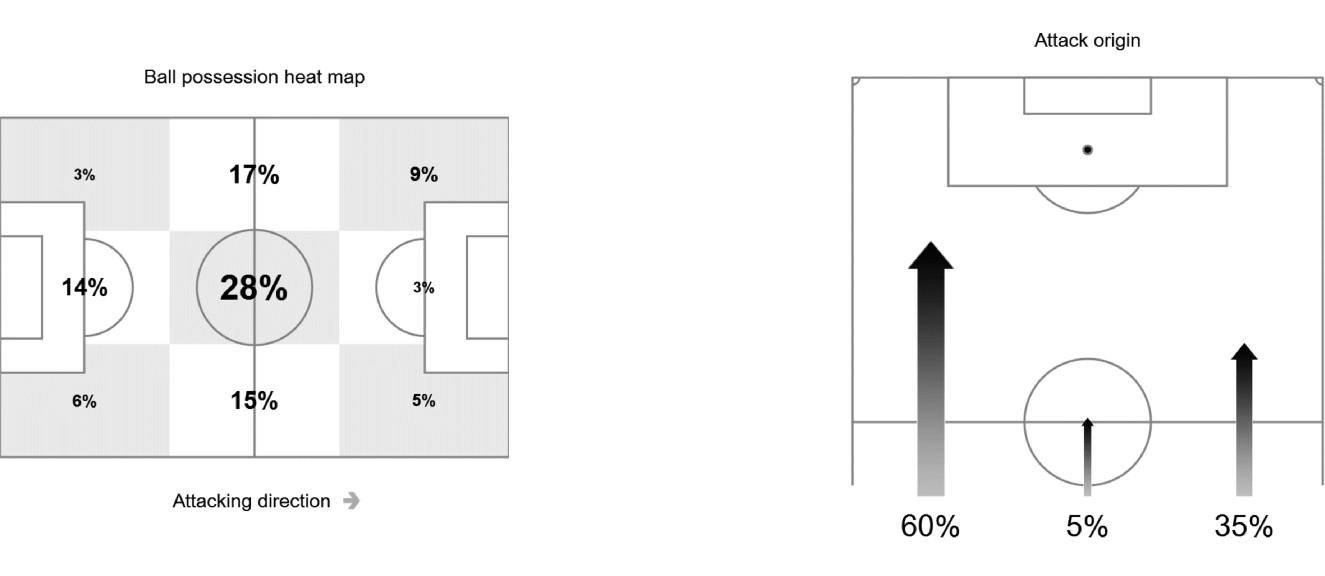 Ball possession heat map
3% 17% 9%
14% 28% 3%
6% 15% 5%
Attacking direction
Attack origin
60% 5% 35%